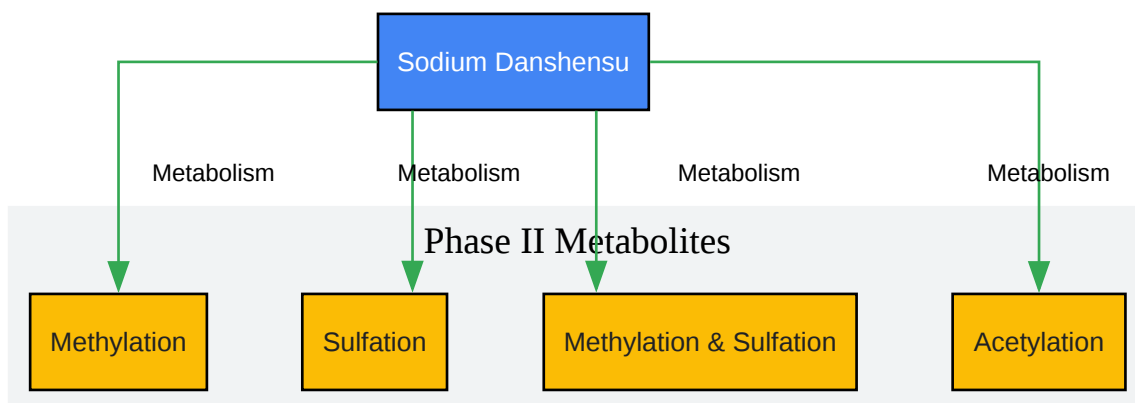 Sodium Danshensu
Metabolism
Metabolism
Metabolism
Metabolism
Phase II Metabolites
Methylation
Sulfation
Methylation & Sulfation
Acetylation